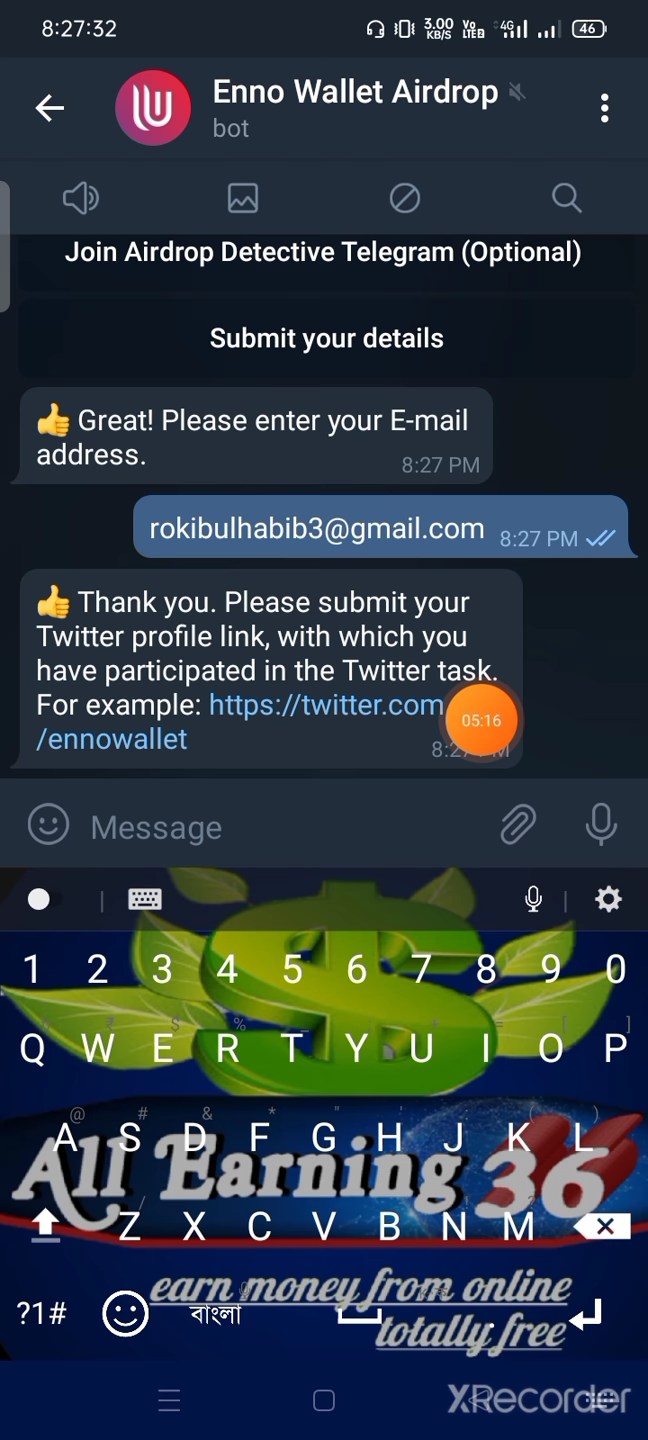 8:27:32
3.00
KB/S
Vo
LTE
4G
46
Enno Wallet Airdrop
bot
Join Airdrop Detective Telegram (Optional)
Submit your details
👍 Great! Please enter your E-mail
address.
8:27 PM
rokibulhabib3@gmail.com
8:27 PM
👍 Thank you. Please submit your
Twitter profile link, with which you
have participated in the Twitter task.
For example: https://twitter.com
/ennowallet
05:16
Message
1 2 3 4 5 6 7 8 9 0
Q W E R T Y U I O P
@ # & * " ' ( )
A S D F G H J K L
All Earning 36
Z X C V B N M
earn money from online
?1# বাংলা .
totally free
XRecorder